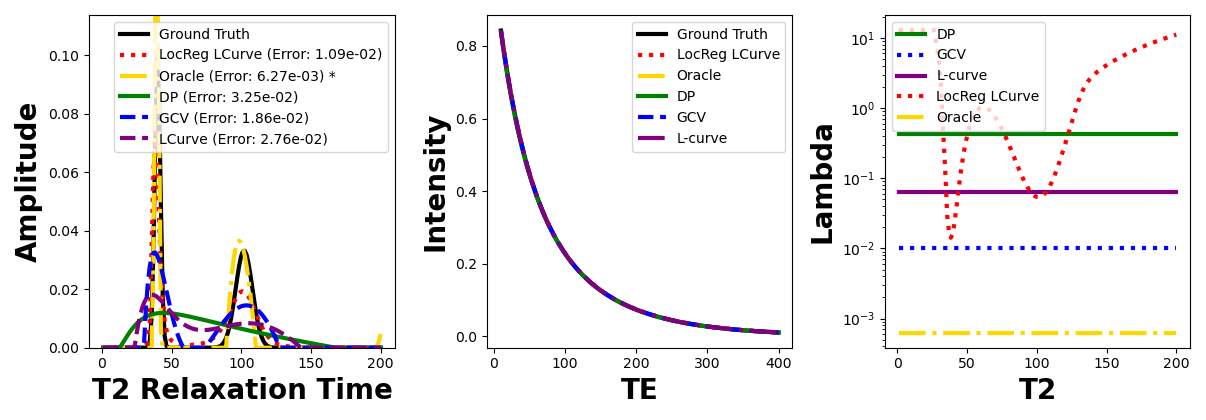 Amplitude
0.10
0.08
0.06
0.04
0.02
0.00
Ground Truth
LocReg LCurve (Error: 1.09e-02)
Oracle (Error: 6.27e-03) *
DP (Error: 3.25e-02)
GCV (Error: 1.86e-02)
LCurve (Error: 2.76e-02)
0 50 100 150 200
T2 Relaxation Time
Intensity
0.8
0.6
0.4
0.2
0.0
Ground Truth
LocReg LCurve
Oracle
DP
GCV
L-curve
0 100 200 300 400
TE
Lambda
10¹
10⁰
10⁻¹
10⁻²
10⁻³
DP
GCV
L-curve
LocReg LCurve
Oracle
0 50 100 150 200
T2